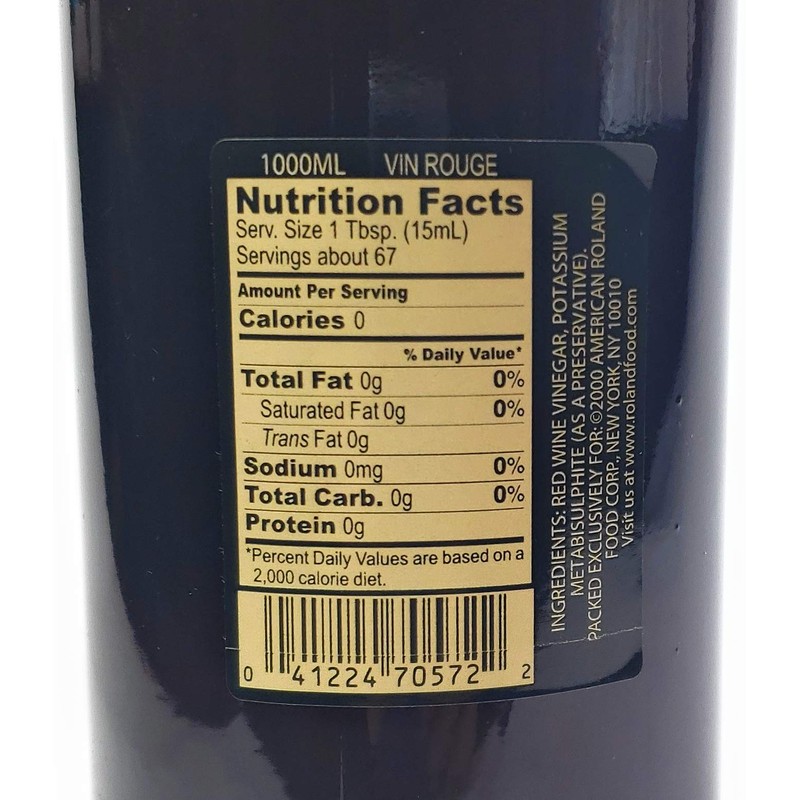 1000ML VIN ROUGE
Nutrition Facts
Serv. Size 1 Tbsp. (15mL)
Servings about 67
Amount Per Serving
Calories 0
% Daily Value*
Total Fat 0g 0%
Saturated Fat 0g 0%
Trans Fat 0g
Sodium 0mg 0%
Total Carb. 0g 0%
Protein 0g
*Percent Daily Values are based on a
2,000 calorie diet.
0 41224 70572 2
INGREDIENTS: RED WINE VINEGAR, POTASSIUM
METABISULPHITE (AS A PRESERVATIVE).
PACKED EXCLUSIVELY FOR: ©2000 AMERICAN ROLAND
FOOD CORP., NEW YORK, NY 10010
Visit us at www.rolandfood.com